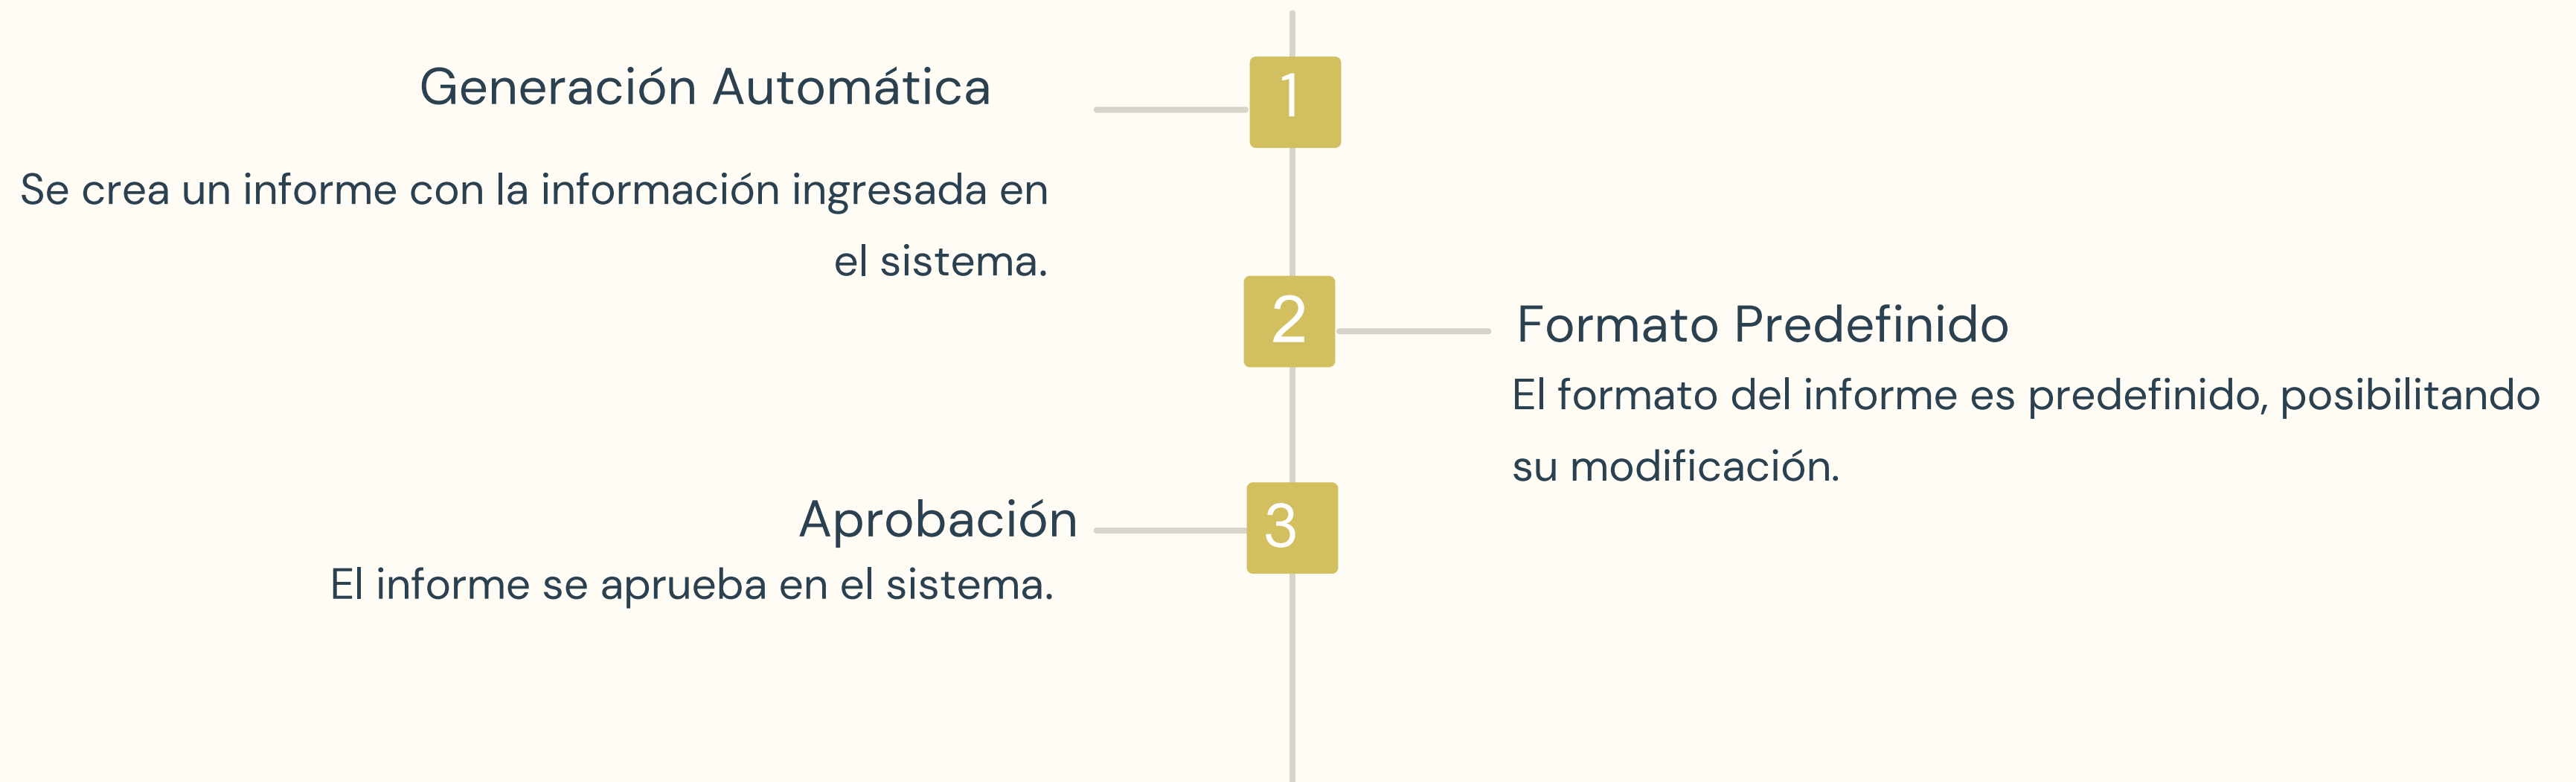 1
Generación Automática
Se crea un informe con la información ingresada en
el sistema.
2
Formato Predefinido
El formato del informe es predefinido, posibilitando
su modificación.
3
Aprobación
El informe se aprueba en el sistema.